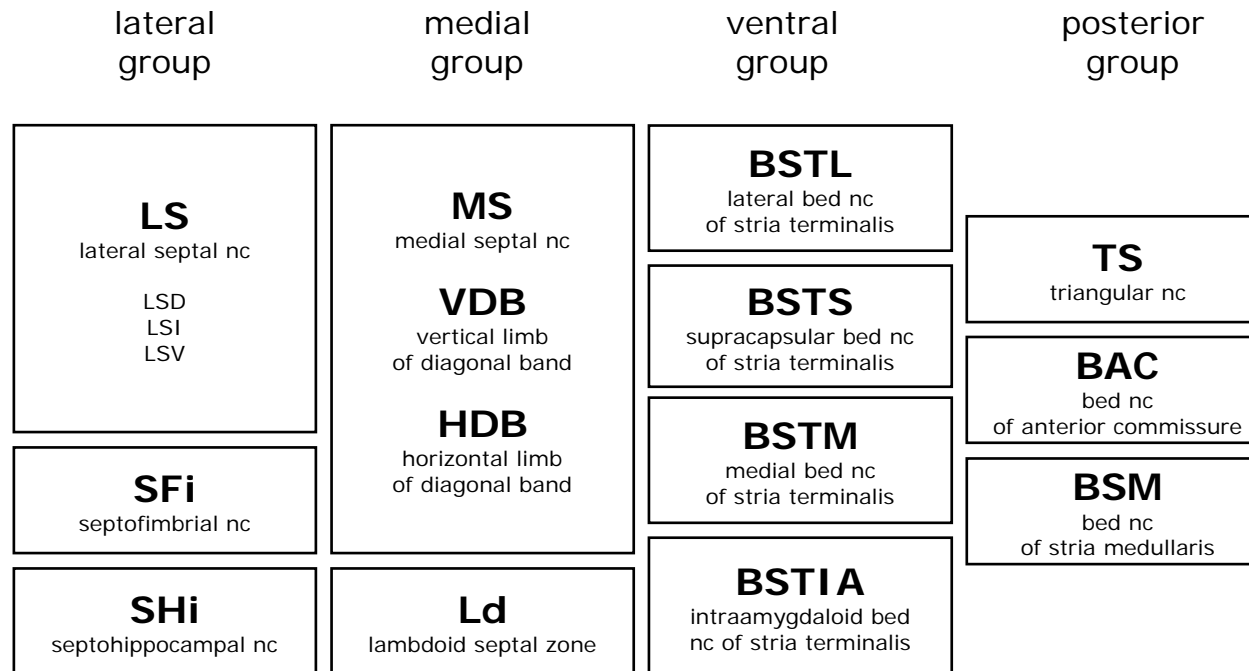 lateral
group
medial
group
ventral
group
posterior
group
LS
lateral septal nc
LSD
LSI
LSV
SFi
septofimbrial nc
SHi
septohippocampal nc
MS
medial septal nc
VDB
vertical limb
of diagonal band
HDB
horizontal limb
of diagonal band
Ld
lambdoid septal zone
BSTL
lateral bed nc
of stria terminalis
BSTS
supracapsular bed nc
of stria terminalis
BSTM
medial bed nc
of stria terminalis
BSTIA
intraamygdaloid bed
nc of stria terminalis
TS
triangular nc
BAC
bed nc
of anterior commissure
BSM
bed nc
of stria medullaris